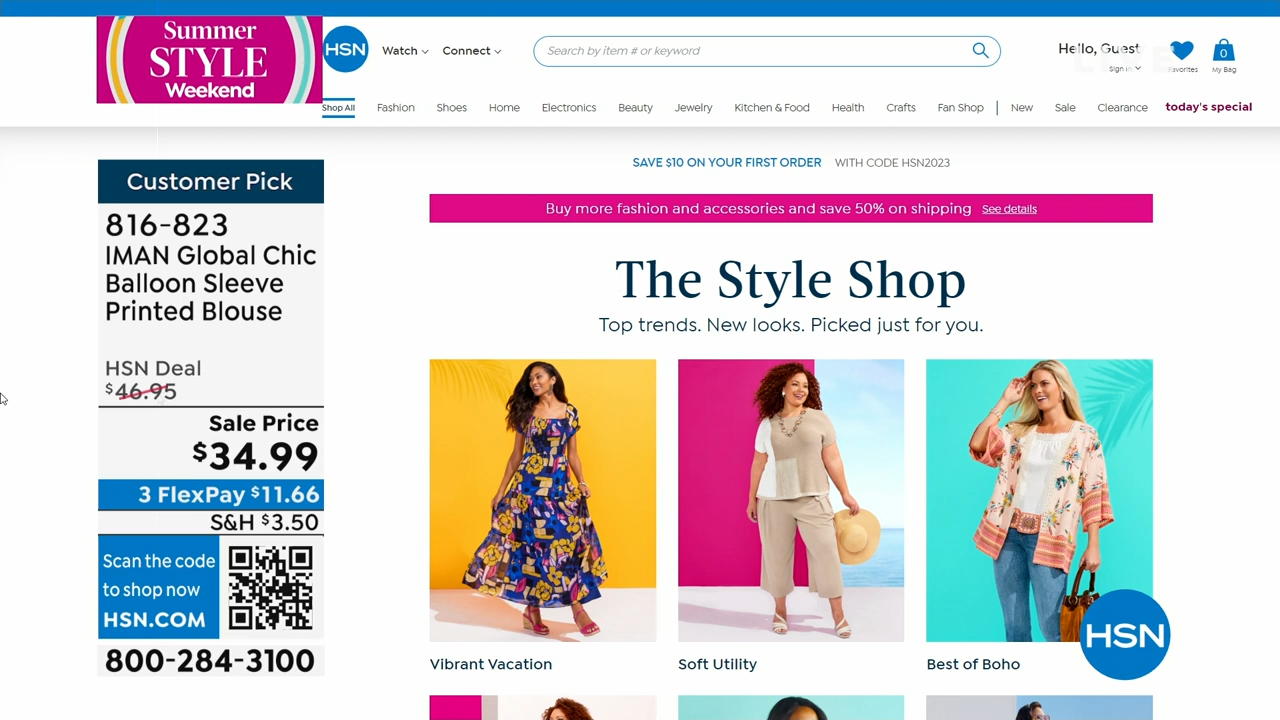 Summer
STYLE
Weekend
HSN
Watch
Connect
Search by item # or keyword
Hello, Guest
Sign in
Favorites
0
My Bag
LIVE
Shop All
Fashion
Shoes
Home
Electronics
Beauty
Jewelry
Kitchen & Food
Health
Crafts
Fan Shop
New
Sale
Clearance
today's special
SAVE $10 ON YOUR FIRST ORDER WITH CODE HSN2023
Buy more fashion and accessories and save 50% on shipping See details
Customer Pick
816-823
IMAN Global Chic
Balloon Sleeve
Printed Blouse
HSN Deal
$46.95
Sale Price
$34.99
3 FlexPay $11.66
S&H $3.50
Scan the code
to shop now
HSN.COM
800-284-3100
The Style Shop
Top trends. New looks. Picked just for you.
Vibrant Vacation
Soft Utility
Best of Boho
HSN